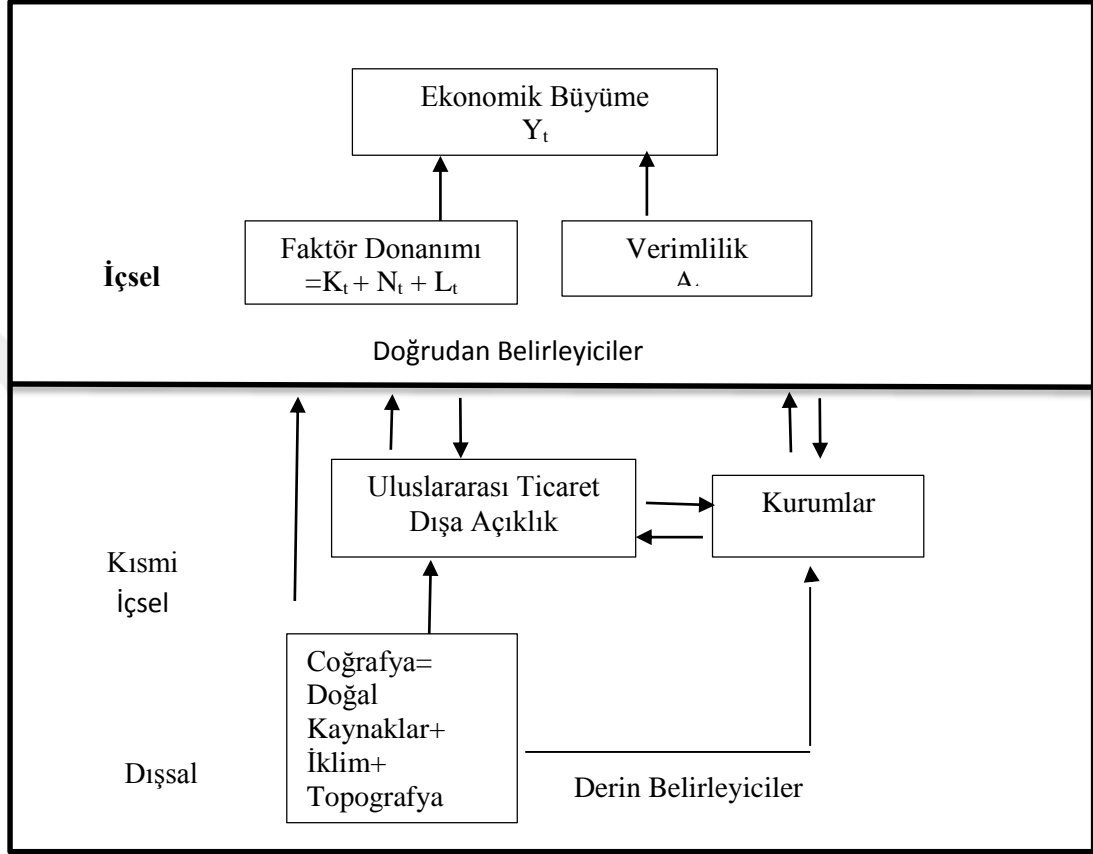 Ekonomik Büyüme
Yt
Faktör Donanımı
=Kt + Nt + Lt
Verimlilik
İçsel
Doğrudan Belirleyiciler
Uluslararası Ticaret
Dışa Açıklık
Kurumlar
Kısmi
İçsel
Coğrafya=
Doğal
Kaynaklar+
İklim+
Topografya
Dışsal
Derin Belirleyiciler